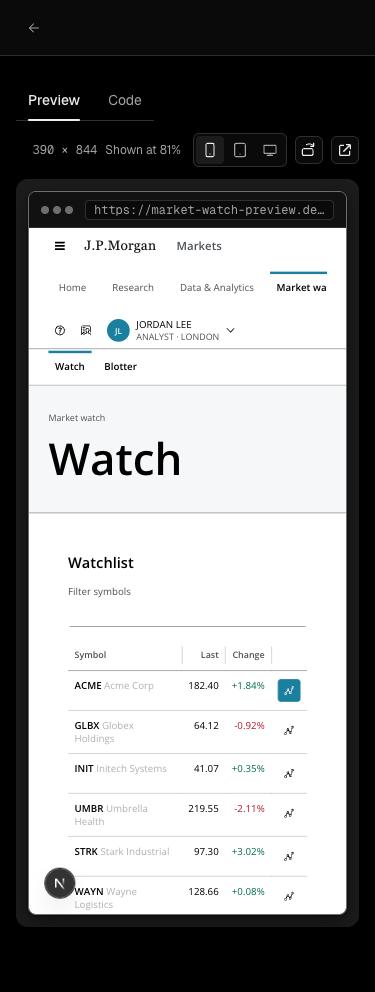 Preview Code
390 × 844 Shown at 81%
https://market-watch-preview.de…
J.P.Morgan Markets
Home Research Data & Analytics Market wa
JL JORDAN LEE
ANALYST · LONDON
Watch Blotter
Market watch
Watch
Watchlist
Filter symbols
Symbol Last Change
ACME Acme Corp 182.40 +1.84%
GLBX Globex 64.12 -0.92%
Holdings
INIT Initech Systems 41.07 +0.35%
UMBR Umbrella 219.55 -2.11%
Health
STRK Stark Industrial 97.30 +3.02%
N WAYN Wayne 128.66 +0.08%
Logistics